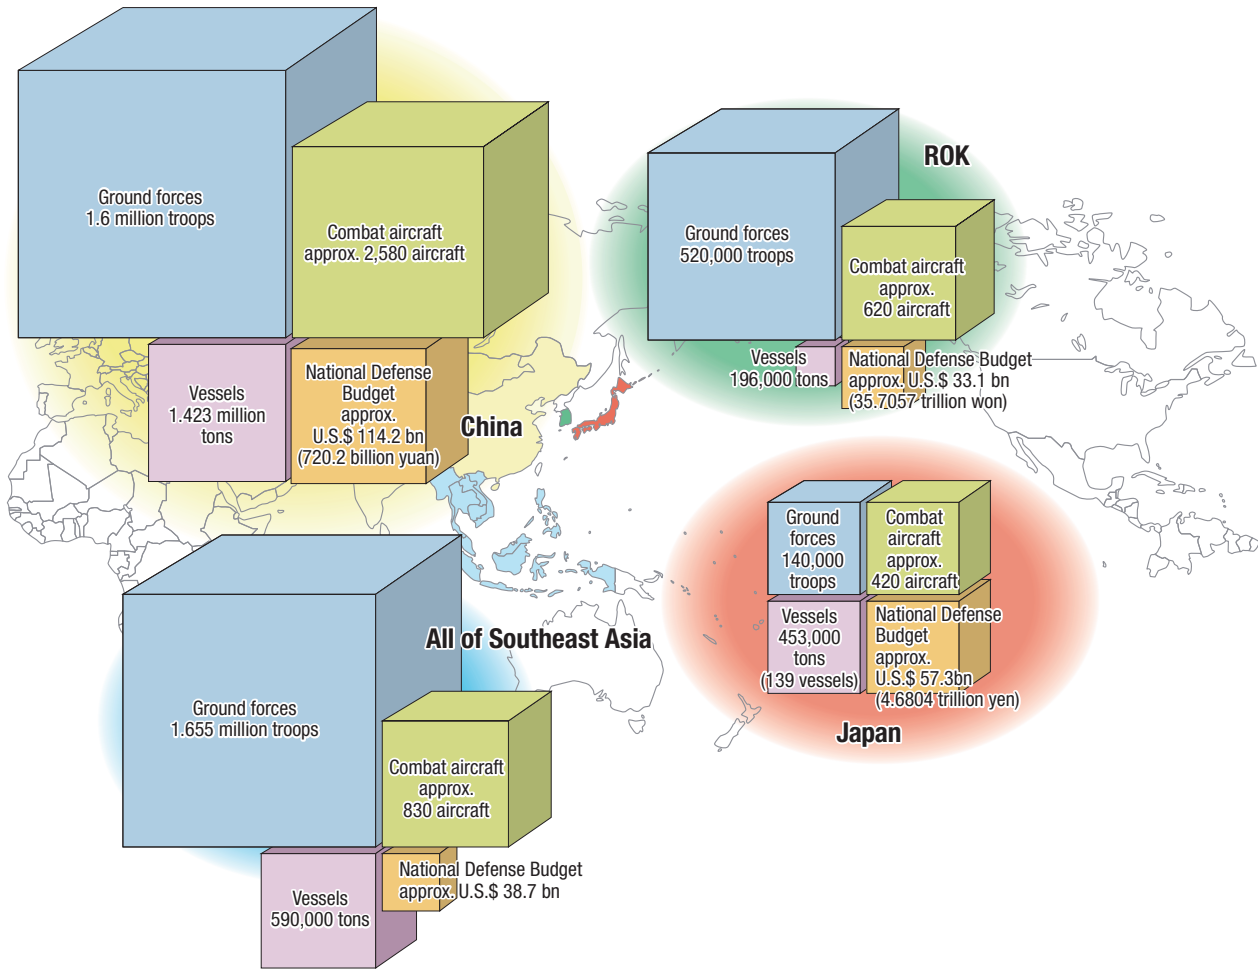 Ground forces
1.6 million troops
Combat aircraft
approx. 2,580 aircraft
Vessels
1.423 million
tons
National Defense
Budget
approx.
U.S.$ 114.2 bn
(720.2 billion yuan)
China
ROK
Ground forces
520,000 troops
Combat aircraft
approx.
620 aircraft
Vessels
196,000 tons
National Defense Budget
approx. U.S.$ 33.1 bn
(35.7057 trillion won)
Ground
forces
140,000
troops
Combat
aircraft
approx.
420 aircraft
Vessels
453,000
tons
(139 vessels)
National Defense
Budget
approx.
U.S.$ 57.3bn
(4.6804 trillion yen)
Japan
All of Southeast Asia
Ground forces
1.655 million troops
Combat aircraft
approx.
830 aircraft
Vessels
590,000 tons
National Defense Budget
approx. U.S.$ 38.7 bn